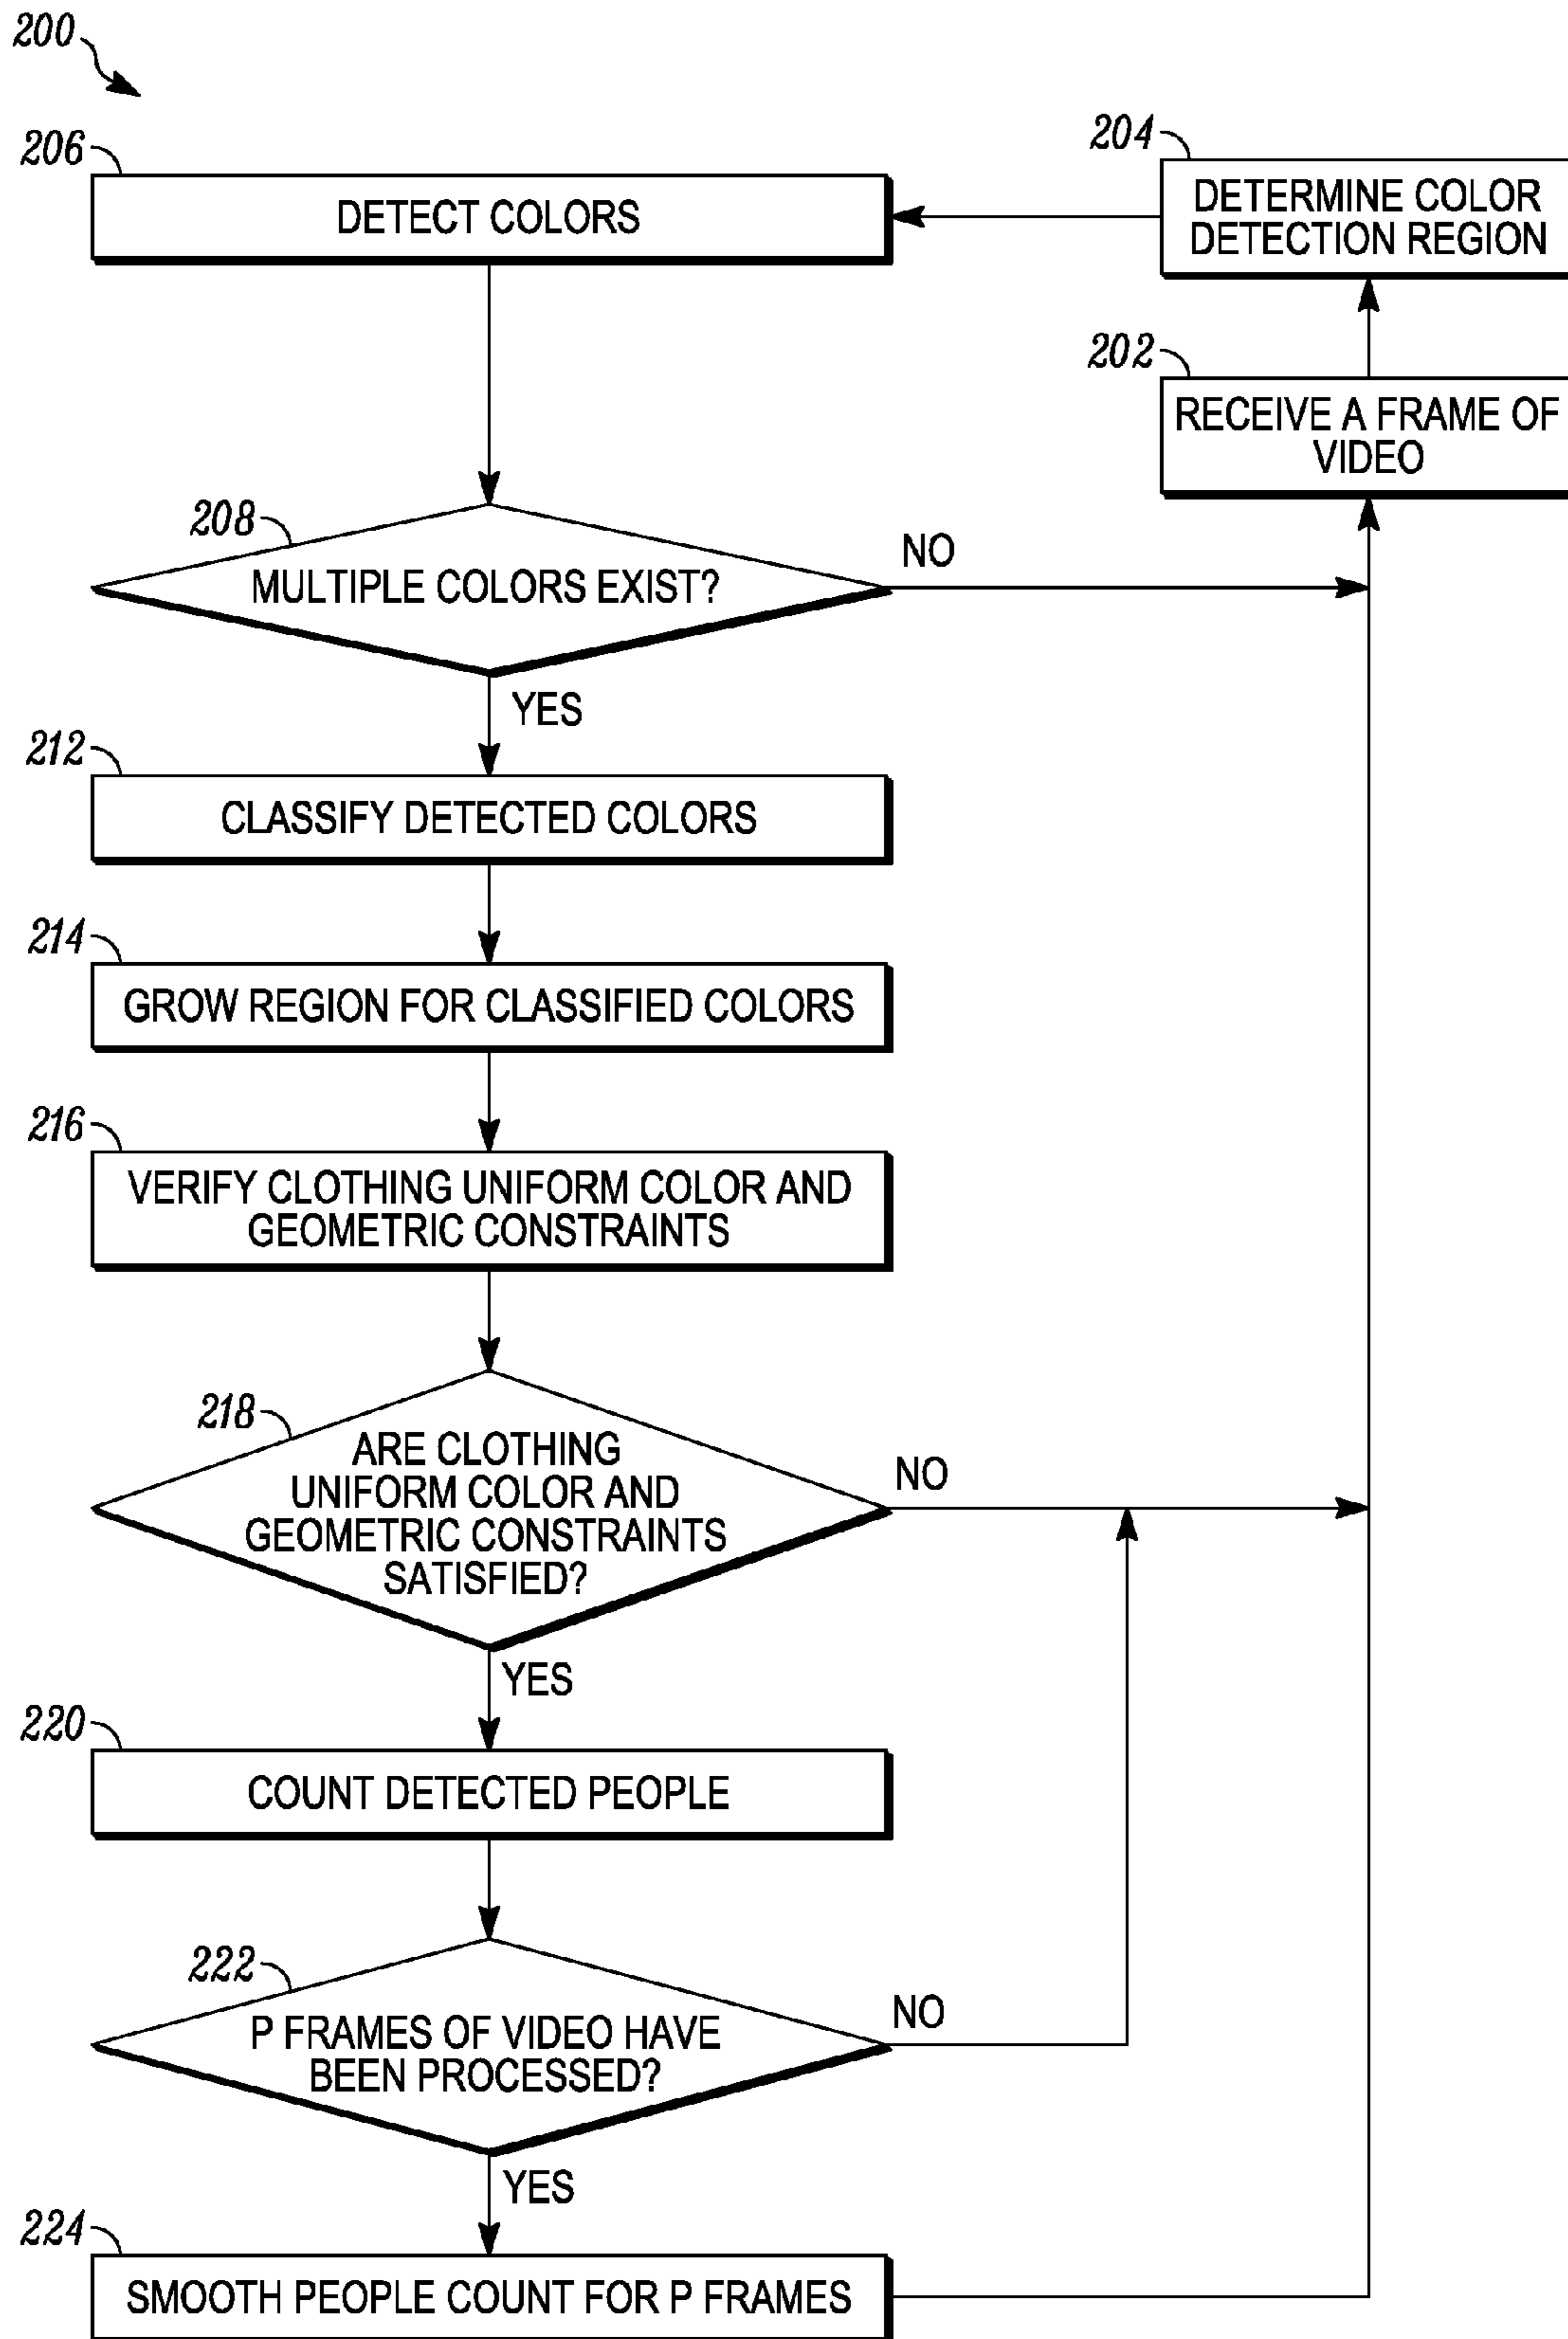 200
206
DETECT COLORS
204
DETERMINE COLOR
DETECTION REGION
202
RECEIVE A FRAME OF
VIDEO
208
MULTIPLE COLORS EXIST?
NO
YES
212
CLASSIFY DETECTED COLORS
214
GROW REGION FOR CLASSIFIED COLORS
216
VERIFY CLOTHING UNIFORM COLOR AND
GEOMETRIC CONSTRAINTS
218
ARE CLOTHING
UNIFORM COLOR AND
GEOMETRIC CONSTRAINTS
SATISFIED?
NO
YES
220
COUNT DETECTED PEOPLE
222
P FRAMES OF VIDEO HAVE
BEEN PROCESSED?
NO
YES
224
SMOOTH PEOPLE COUNT FOR P FRAMES